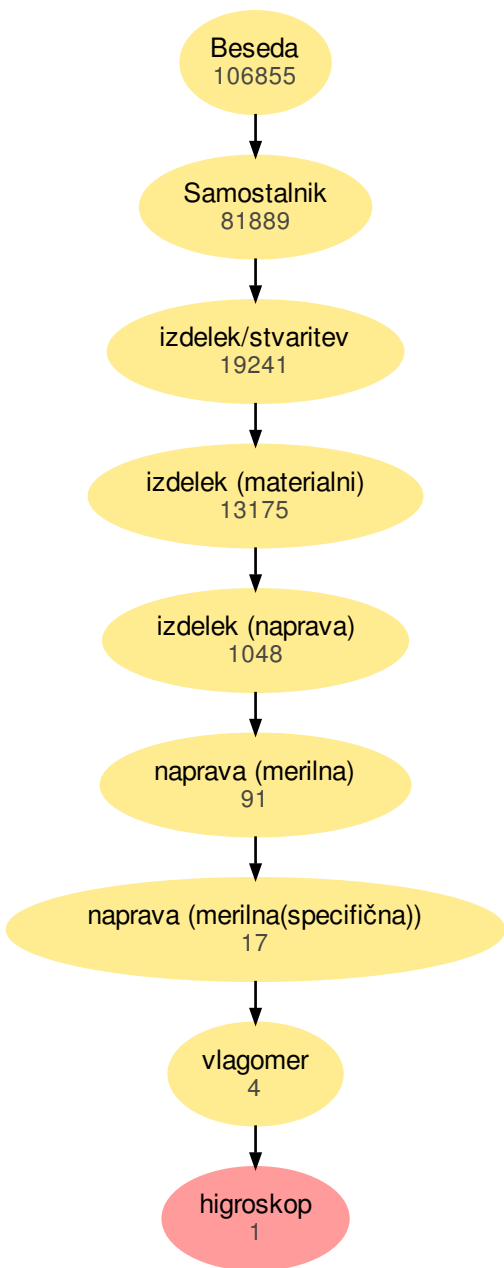 Beseda
106855
Samostalnik
81889
izdelek/stvaritev
19241
izdelek (materialni)
13175
izdelek (naprava)
1048
naprava (merilna)
91
naprava (merilna(specifična))
17
vlagomer
4
higroskop
1